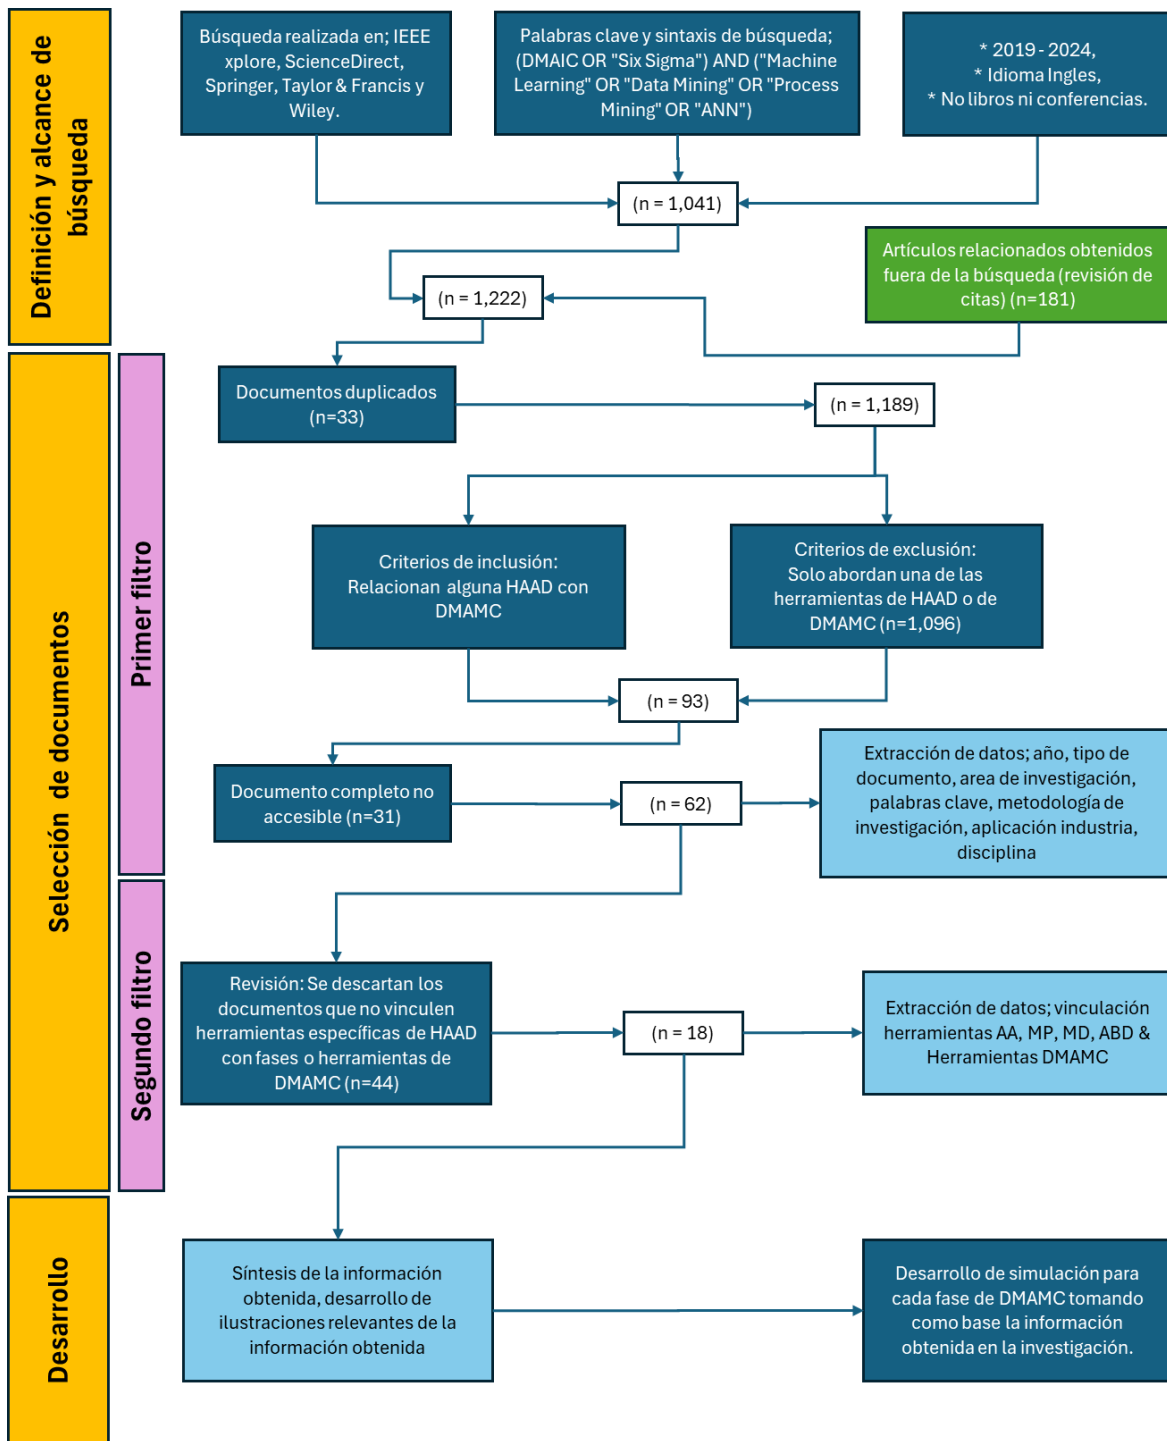 Definición y alcance de
búsqueda
Búsqueda realizada en; IEEE
xplore, ScienceDirect,
Springer, Taylor & Francis y
Wiley.
Palabras clave y sintaxis de búsqueda;
(DMAIC OR "Six Sigma") AND ("Machine
Learning" OR "Data Mining" OR "Process
Mining" OR "ANN")
* 2019 - 2024,
* Idioma Ingles,
* No libros ni conferencias.
(n = 1,041)
Artículos relacionados obtenidos
fuera de la búsqueda (revisión de
citas) (n=181)
(n = 1,222)
Selección de documentos
Primer filtro
Documentos duplicados
(n=33)
(n = 1,189)
Criterios de inclusión:
Relacionan alguna HAAD con
DMAMC
Criterios de exclusión:
Solo abordan una de las
herramientas de HAAD o de
DMAMC (n=1,096)
(n = 93)
Documento completo no
accesible (n=31)
(n = 62)
Extracción de datos; año, tipo de
documento, area de investigación,
palabras clave, metodología de
investigación, aplicación industria,
disciplina
Segundo filtro
Revisión: Se descartan los
documentos que no vinculen
herramientas específicas de HAAD
con fases o herramientas de
DMAMC (n=44)
(n = 18)
Extracción de datos; vinculación
herramientas AA, MP, MD, ABD &
Herramientas DMAMC
Desarrollo
Síntesis de la información
obtenida, desarrollo de
ilustraciones relevantes de la
información obtenida
Desarrollo de simulación para
cada fase de DMAMC tomando
como base la información
obtenida en la investigación.